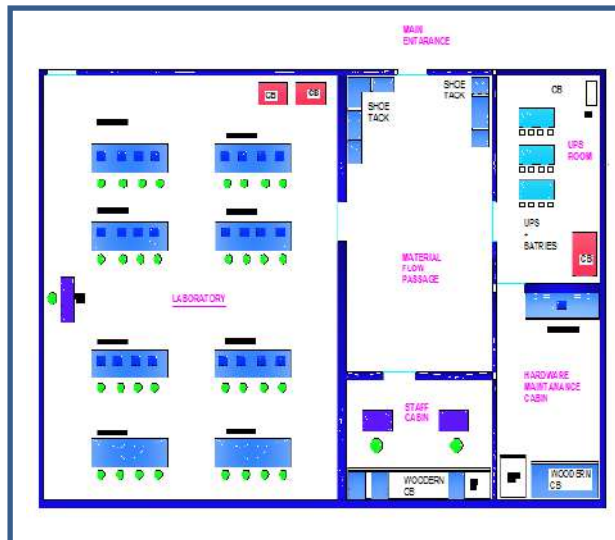 MAIN
ENTARANCE
CB
CB
SHOE
TACK
SHOE
TACK
CB
UPS
ROOM
UPS
+
BATRIES
CB
MATERIAL
FLOW
PASSAGE
LABORATORY
HARDWARE
MAINTANANCE
CABIN
STAFF
CABIN
WOODERN
CB
WOODERN
CB